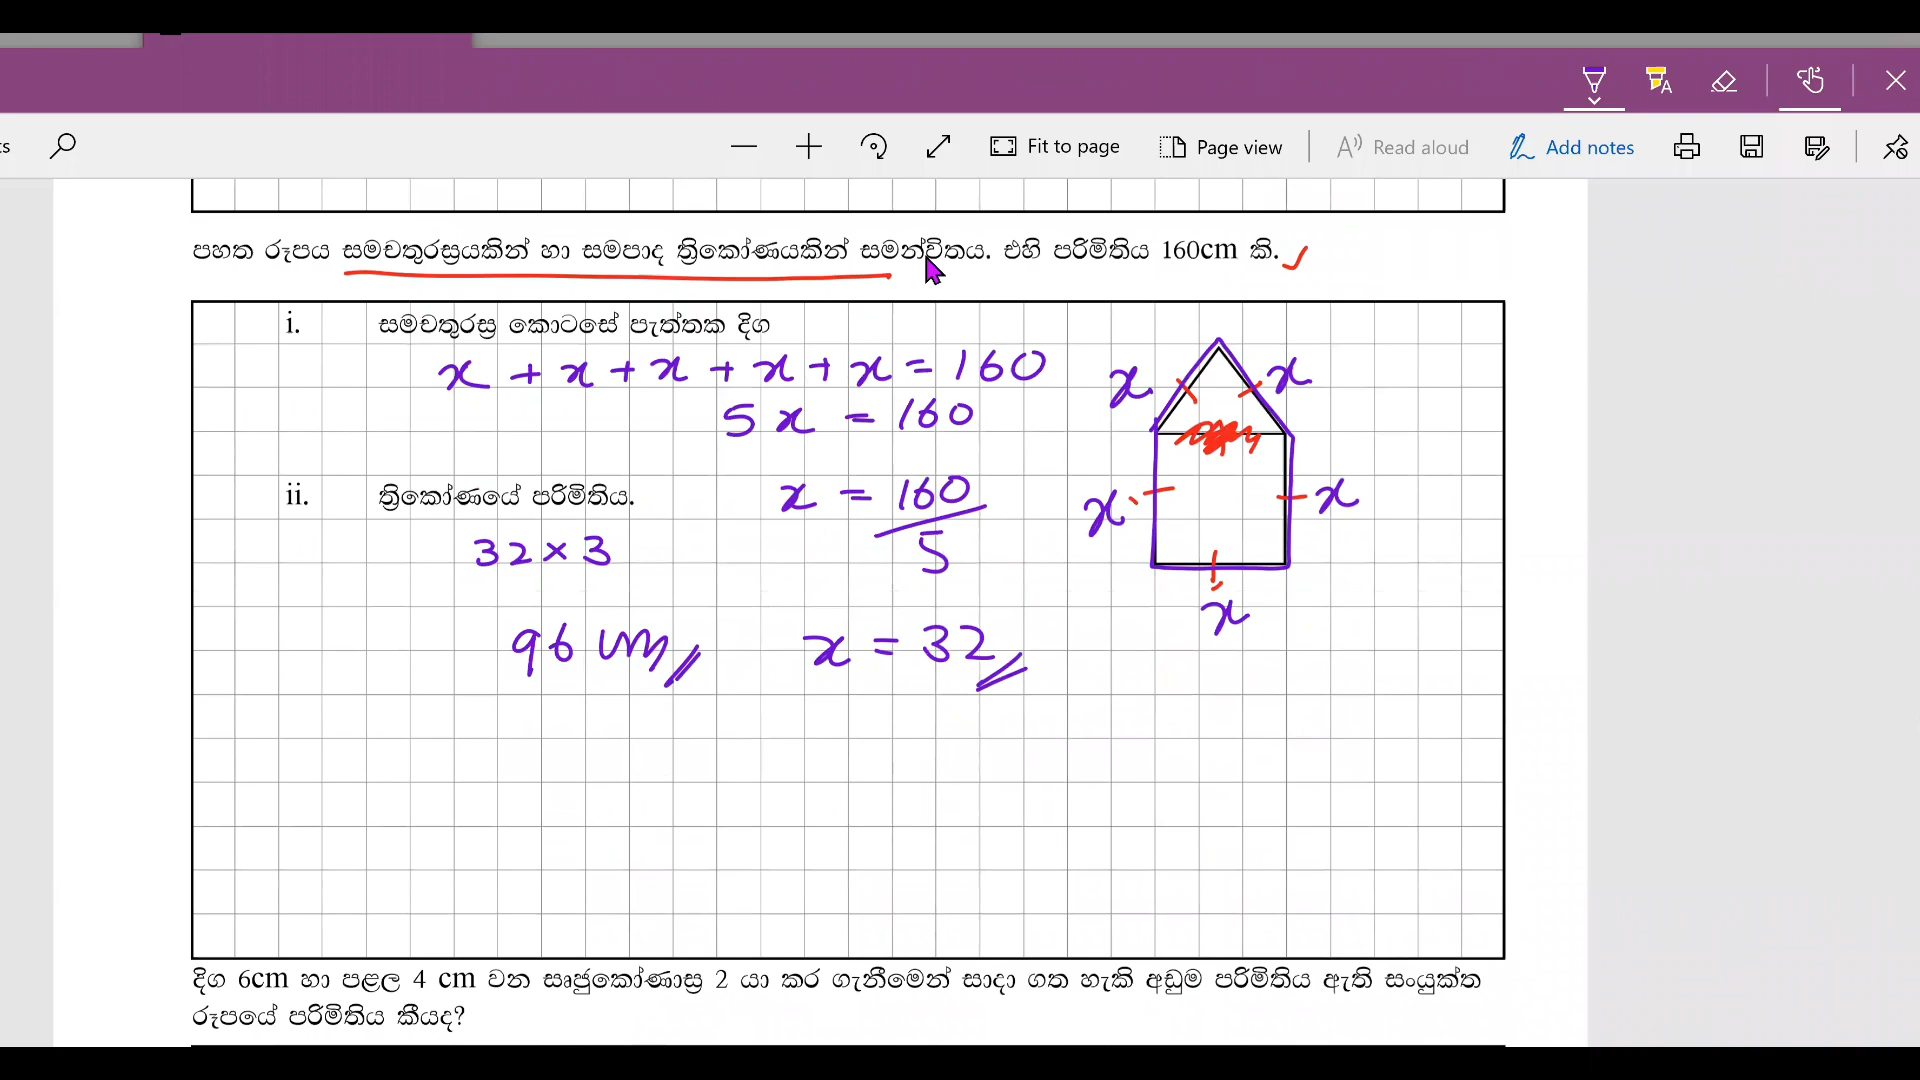 ts Fit to page Page view Read aloud Add notes
පහත රූපය සමචතුරස්‍රයකින් හා සමපාද ත්‍රිකෝණයකින් සමන්විතය. එහි පරිමිතිය 160cm කි.
i. සමචතුරස්‍ර කොටසේ පැත්තක දිග
x + x + x + x + x = 160
x x
5x = 160
ii. ත්‍රිකෝණයේ පරිමිතිය.
x = 160/5
x x
32 × 3
x
96 cm
x = 32
දිග 6cm හා පළල 4 cm වන සෘජුකෝණාස්‍ර 2 යා කර ගැනීමෙන් සාදා ගත හැකි අඩුම පරිමිතිය ඇති සංයුක්ත
රූපයේ පරිමිතිය කීයද?